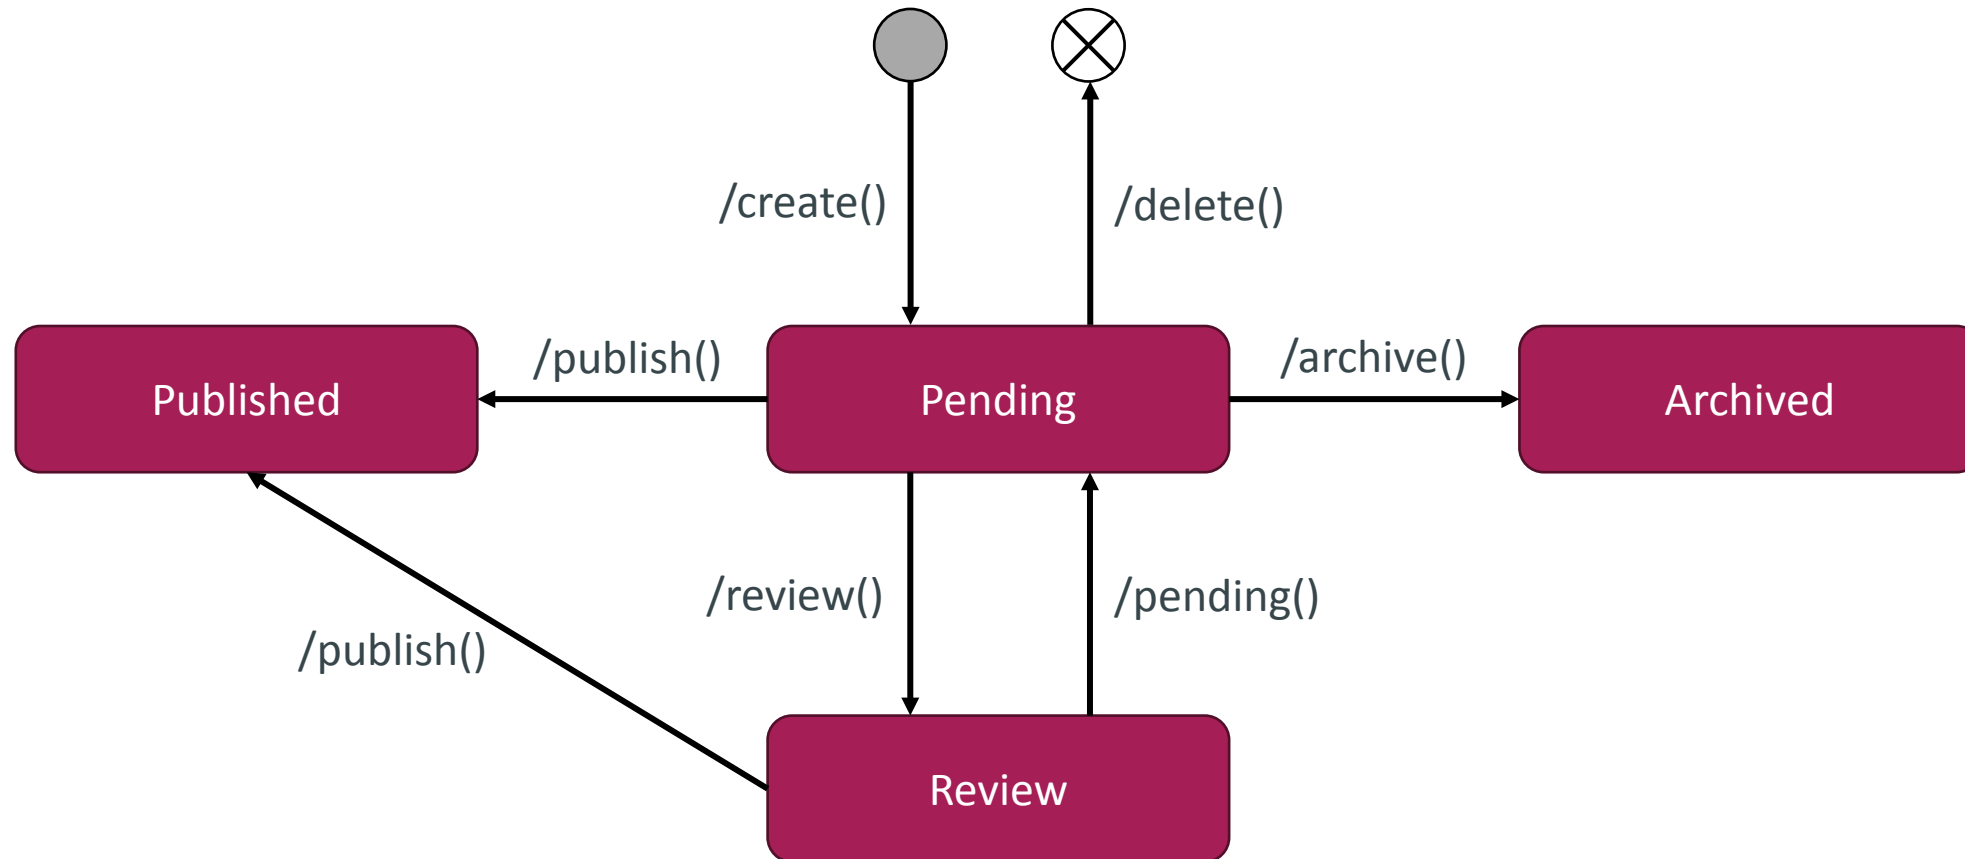 /create()
/delete()
/publish()
/archive()
Published
Pending
Archived
/review()
/pending()
/publish()
Review